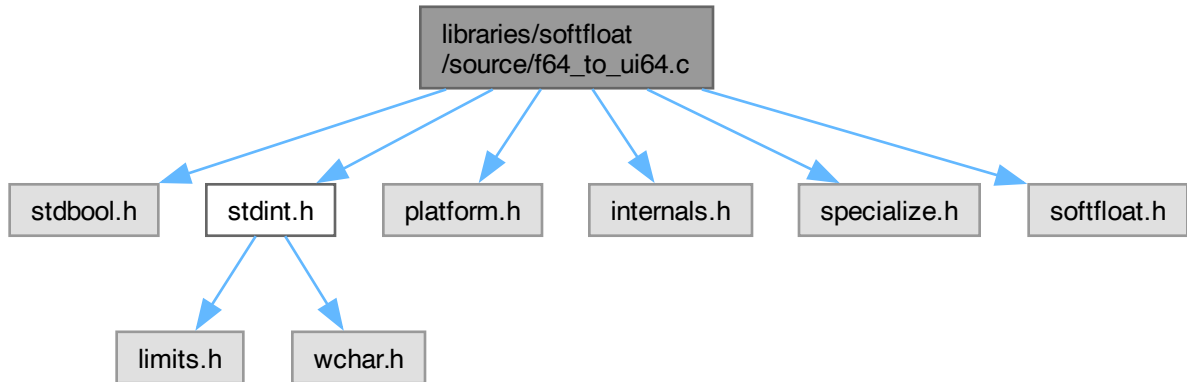 libraries/softfloat
/source/f64_to_ui64.c
stdbool.h
stdint.h
platform.h
internals.h
specialize.h
softfloat.h
limits.h
wchar.h